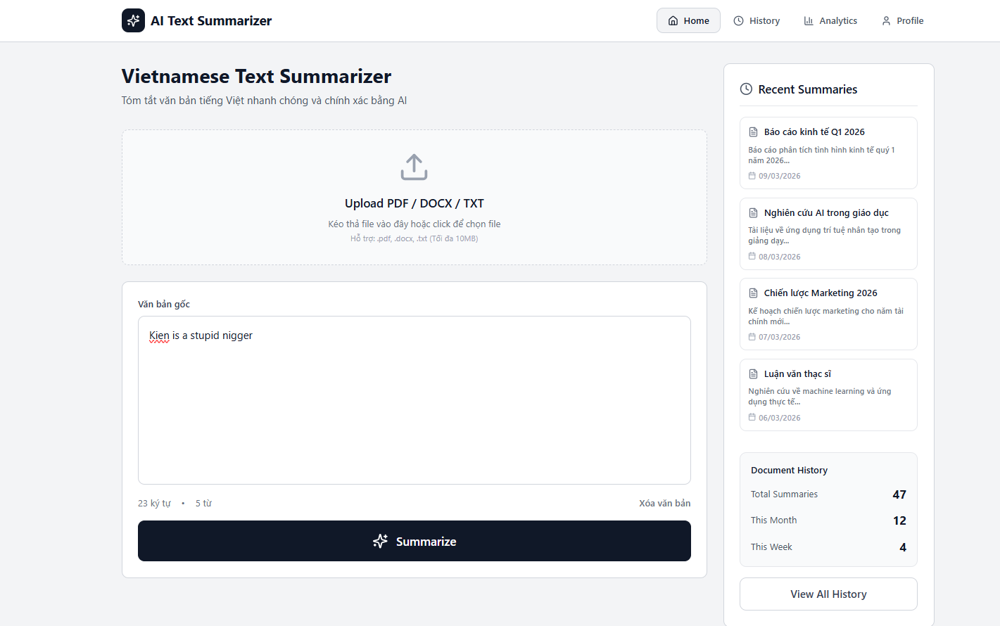 AI Text Summarizer
Home
History
Analytics
Profile
Vietnamese Text Summarizer
Tóm tắt văn bản tiếng Việt nhanh chóng và chính xác bằng AI
Upload PDF / DOCX / TXT
Kéo thả file vào đây hoặc click để chọn file
Hỗ trợ: .pdf, .docx, .txt (Tối đa 10MB)
Văn bản gốc
Kien is a stupid nigger
23 ký tự • 5 từ
Xóa văn bản
Summarize
Recent Summaries
Báo cáo kinh tế Q1 2026
Báo cáo phân tích tình hình kinh tế quý 1
năm 2026...
09/03/2026
Nghiên cứu AI trong giáo dục
Tài liệu về ứng dụng trí tuệ nhân tạo trong
giảng dạy...
08/03/2026
Chiến lược Marketing 2026
Kế hoạch chiến lược marketing cho năm tài
chính mới...
07/03/2026
Luận văn thạc sĩ
Nghiên cứu về machine learning và ứng
dụng thực tế...
06/03/2026
Document History
Total Summaries 47
This Month 12
This Week 4
View All History